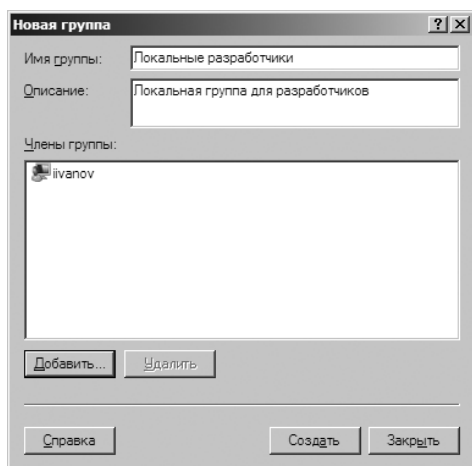 Новая группа
Имя группы: Локальные разработчики
Описание: Локальная группа для разработчиков
Члены группы:
iivanov
Добавить... Удалить
Справка Создать Закрыть